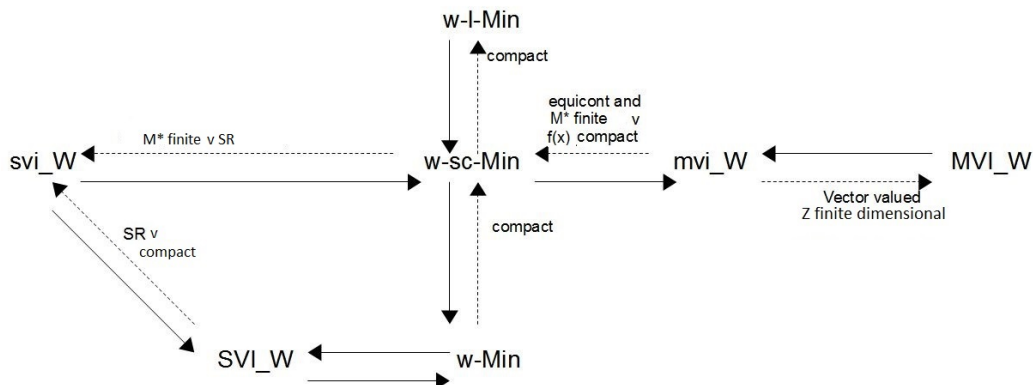 w-l-Min
compact
equicont and
M* finite v
f(x) compact
M* finite v SR
svi_W
w-sc-Min
mvi_W
MVI_W
Vector valued
Z finite dimensional
compact
SR v
compact
SVI_W
w-Min